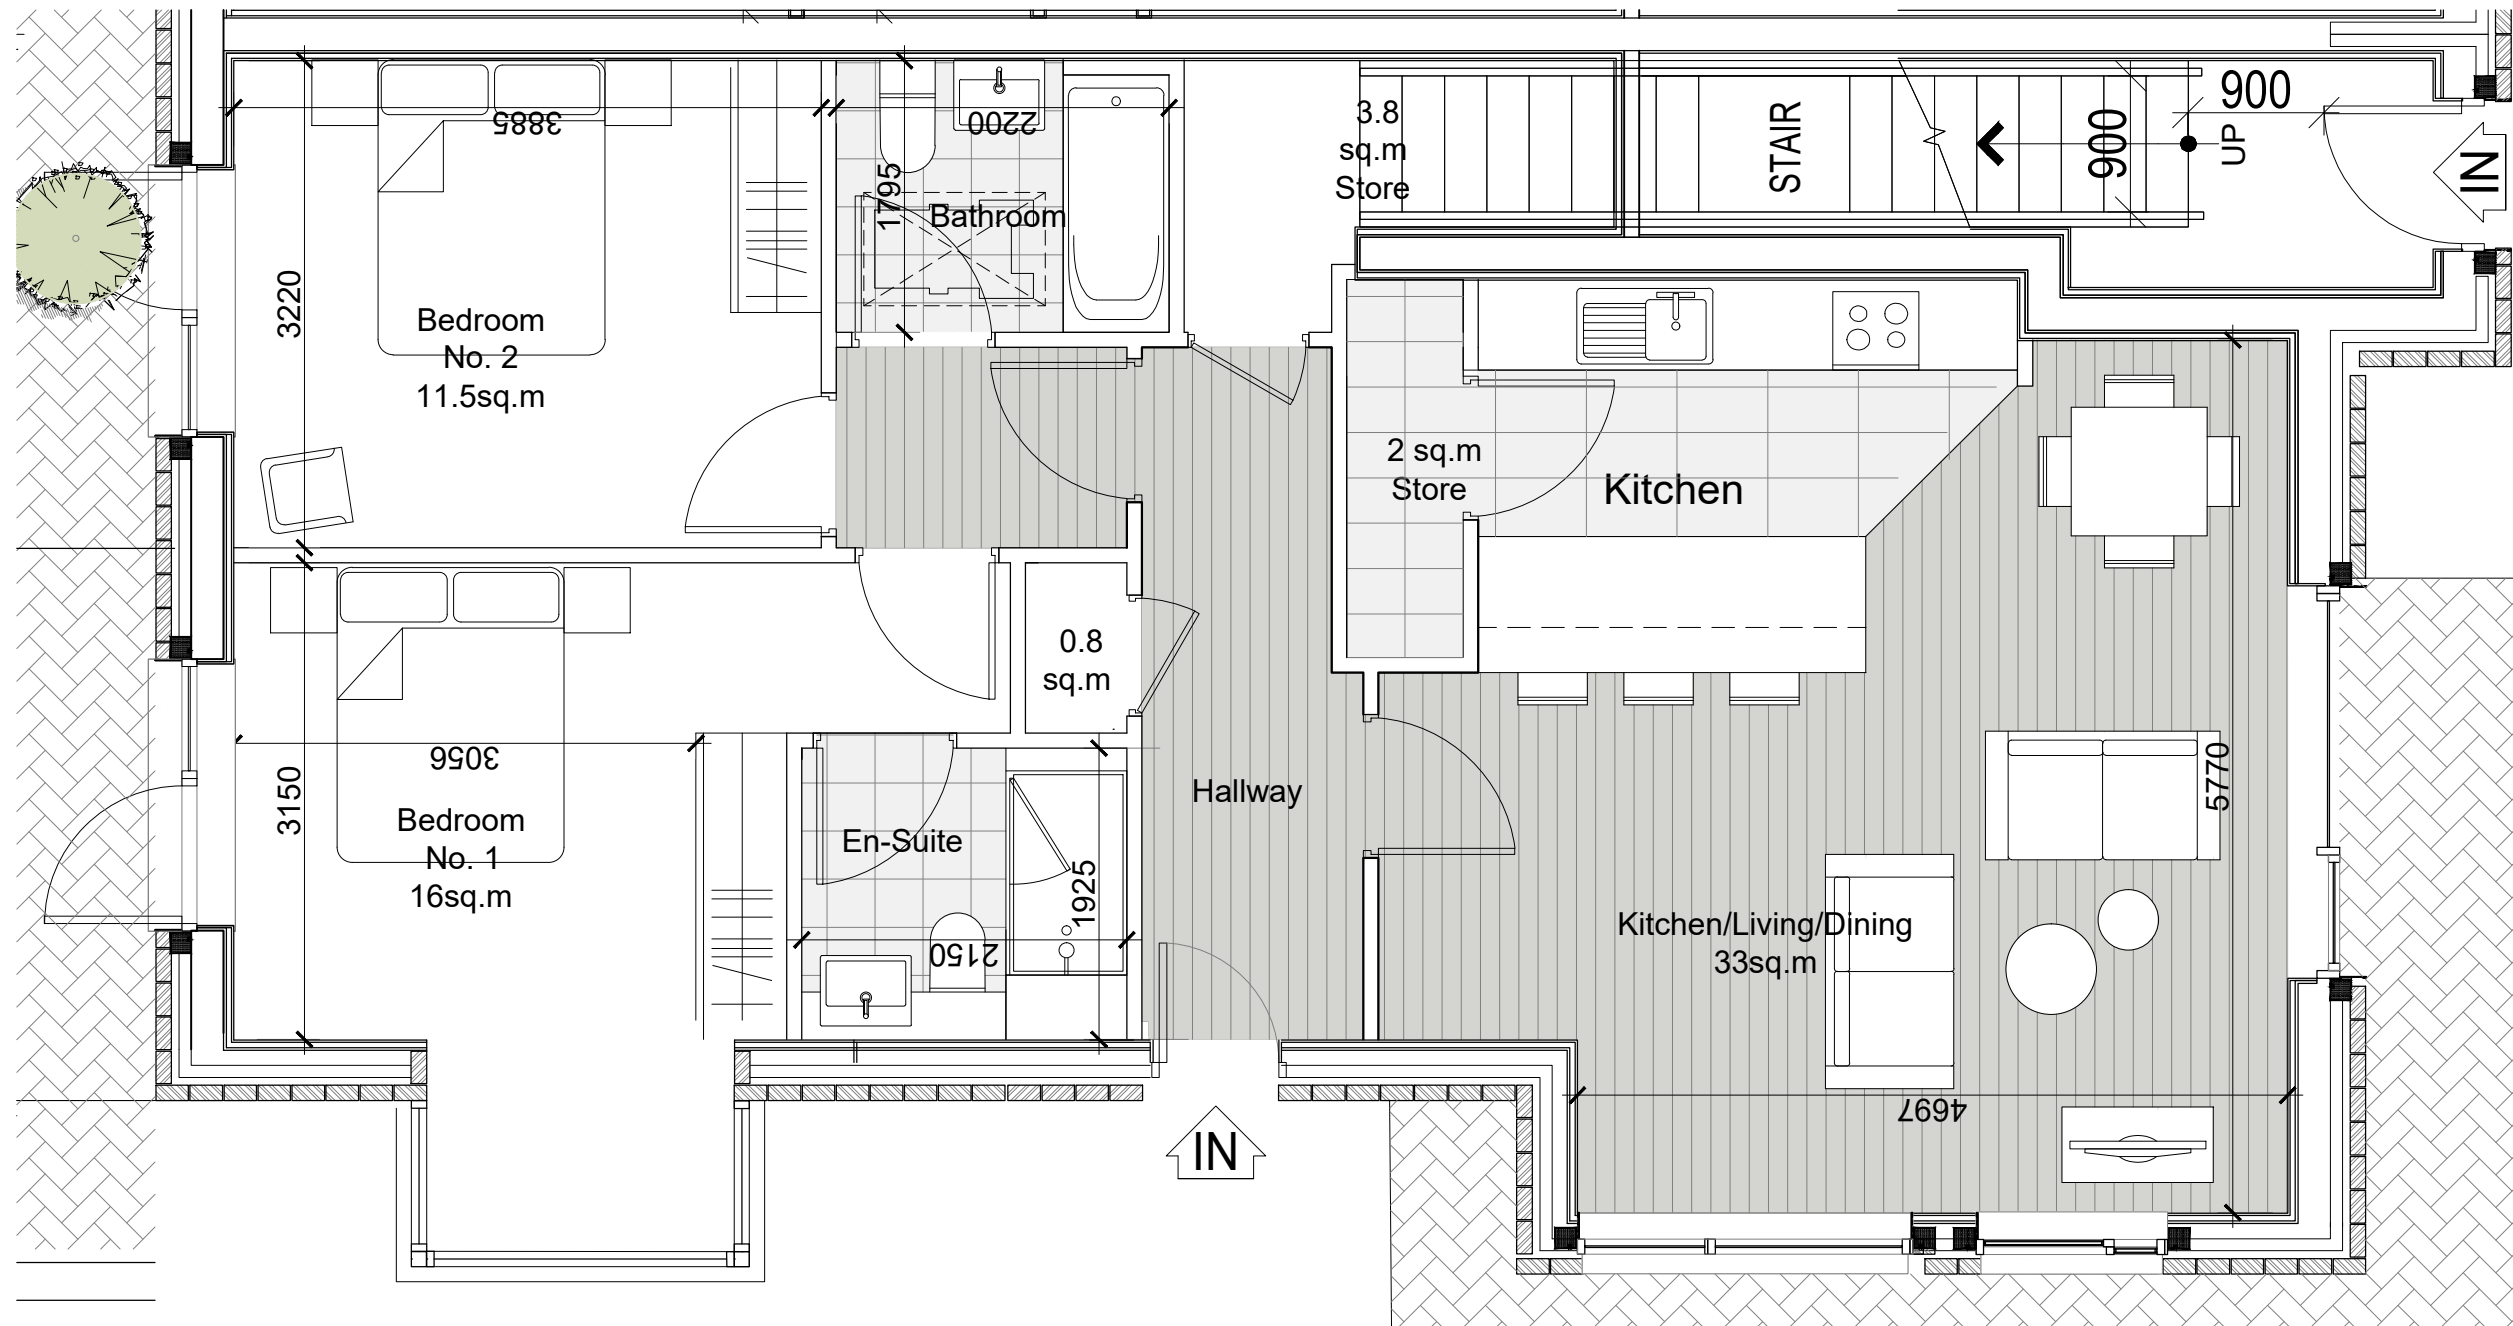 3885
2200
1795
Bathroom
3220
Bedroom
No. 2
11.5sq.m
3.8
sq.m
Store
STAIR
900
900
UP
IN
2 sq.m
Store
Kitchen
0.8
sq.m
3056
3150
Bedroom
No. 1
16sq.m
En-Suite
1925
2150
Hallway
Kitchen/Living/Dining
33sq.m
5770
4697
IN